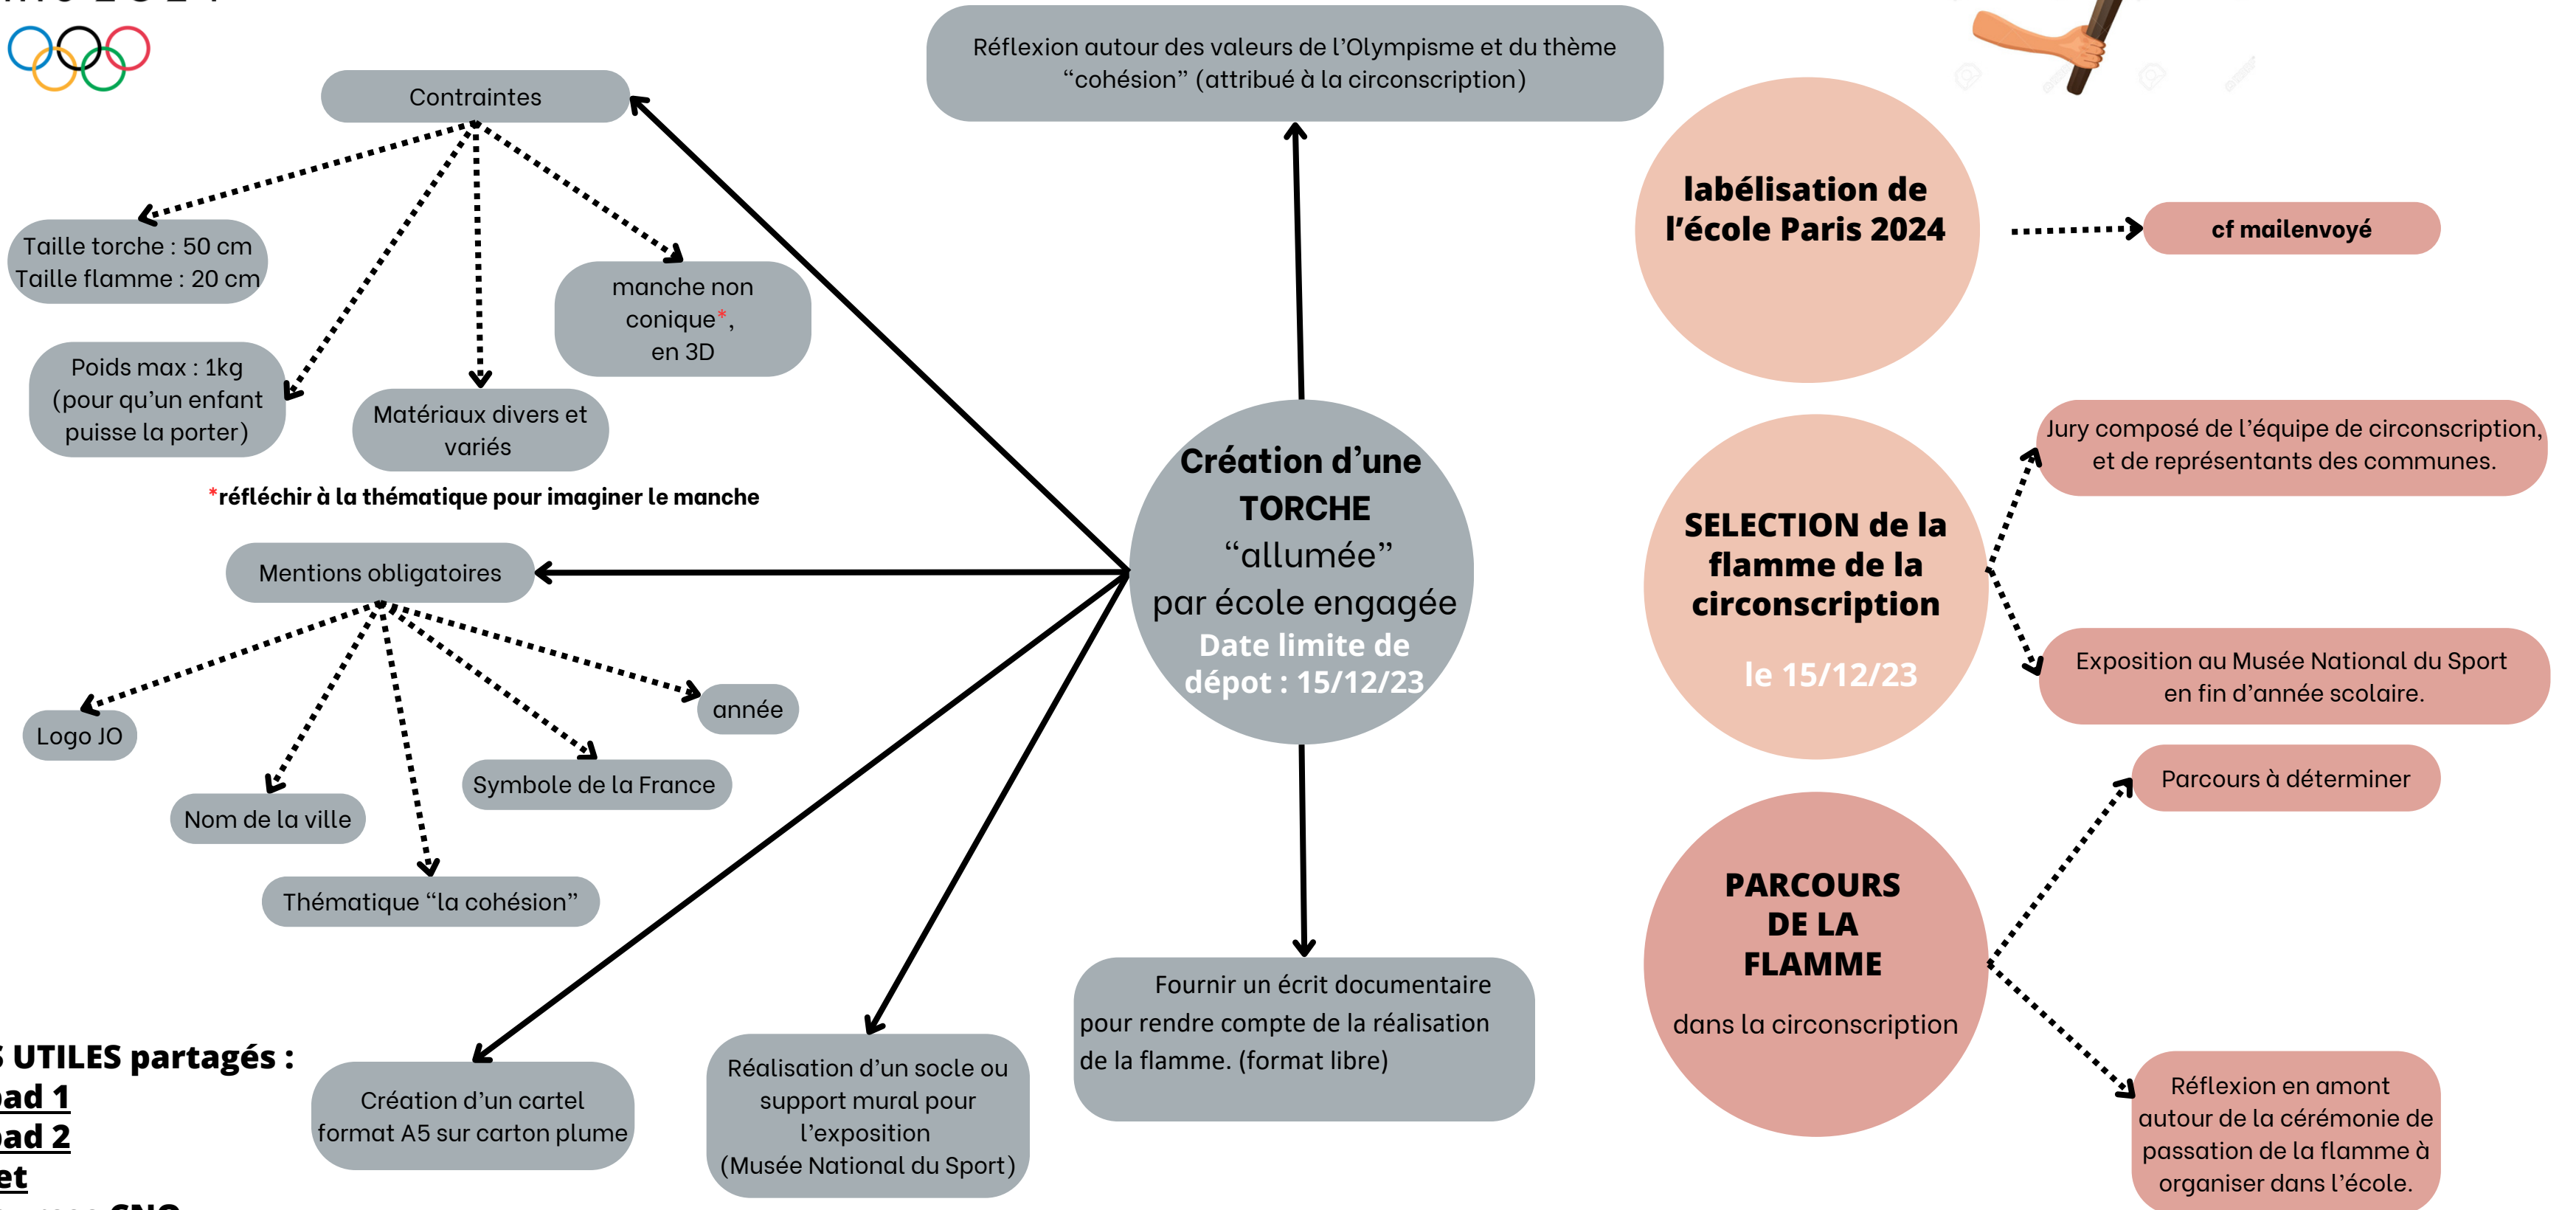 Réflexion autour des valeurs de l’Olympisme et du thème
“cohésion” (attribué à la circonscription)
Contraintes
Taille torche : 50 cm
Taille flamme : 20 cm
Poids max : 1kg
(pour qu’un enfant
puisse la porter)
Matériaux divers et
variés
manche non
conique*,
en 3D
*réfléchir à la thématique pour imaginer le manche
Mentions obligatoires
Logo JO
Nom de la ville
Thématique “la cohésion”
Symbole de la France
année
Création d’une
TORCHE
“allumée”
par école engagée
Date limite de
dépot : 15/12/23
Création d’un cartel
format A5 sur carton plume
Réalisation d’un socle ou
support mural pour
l’exposition
(Musée National du Sport)
Fournir un écrit documentaire
pour rendre compte de la réalisation
de la flamme. (format libre)
UTILES partagés :
1
2
labélisation de
l’école Paris 2024
cf mailenvoyé
SELECTION de la
flamme de la
circonscription
le 15/12/23
Jury composé de l’équipe de circonscription,
et de représentants des communes.
Exposition au Musée National du Sport
en fin d’année scolaire.
PARCOURS
DE LA
FLAMME
dans la circonscription
Parcours à déterminer
Réflexion en amont
autour de la cérémonie de
passation de la flamme à
organiser dans l’école.